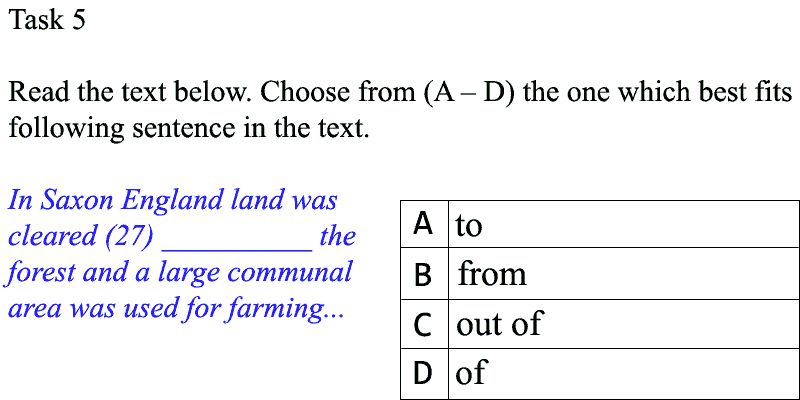 Task 5
Read the text below. Choose from (A – D) the one which best fits
following sentence in the text.
In Saxon England land was
cleared (27) __________ the
forest and a large communal
area was used for farming...
A to
B from
C out of
D of